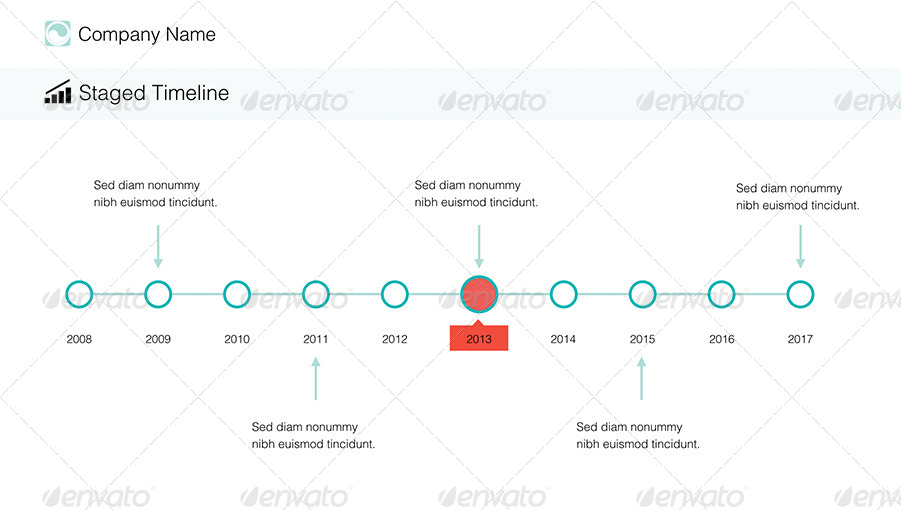 Company Name
Staged Timeline
envato envato envato envato envato
Sed diam nonummy
nibh euismod tincidunt.
Sed diam nonummy
nibh euismod tincidunt.
Sed diam nonummy
nibh euismod tincidunt.
envato envato envato envato envato
2008 2009 2010 2011 2012 2013 2014 2015 2016 2017
Sed diam nonummy
nibh euismod tincidunt.
Sed diam nonummy
nibh euismod tincidunt.
envato envato envato envato envato